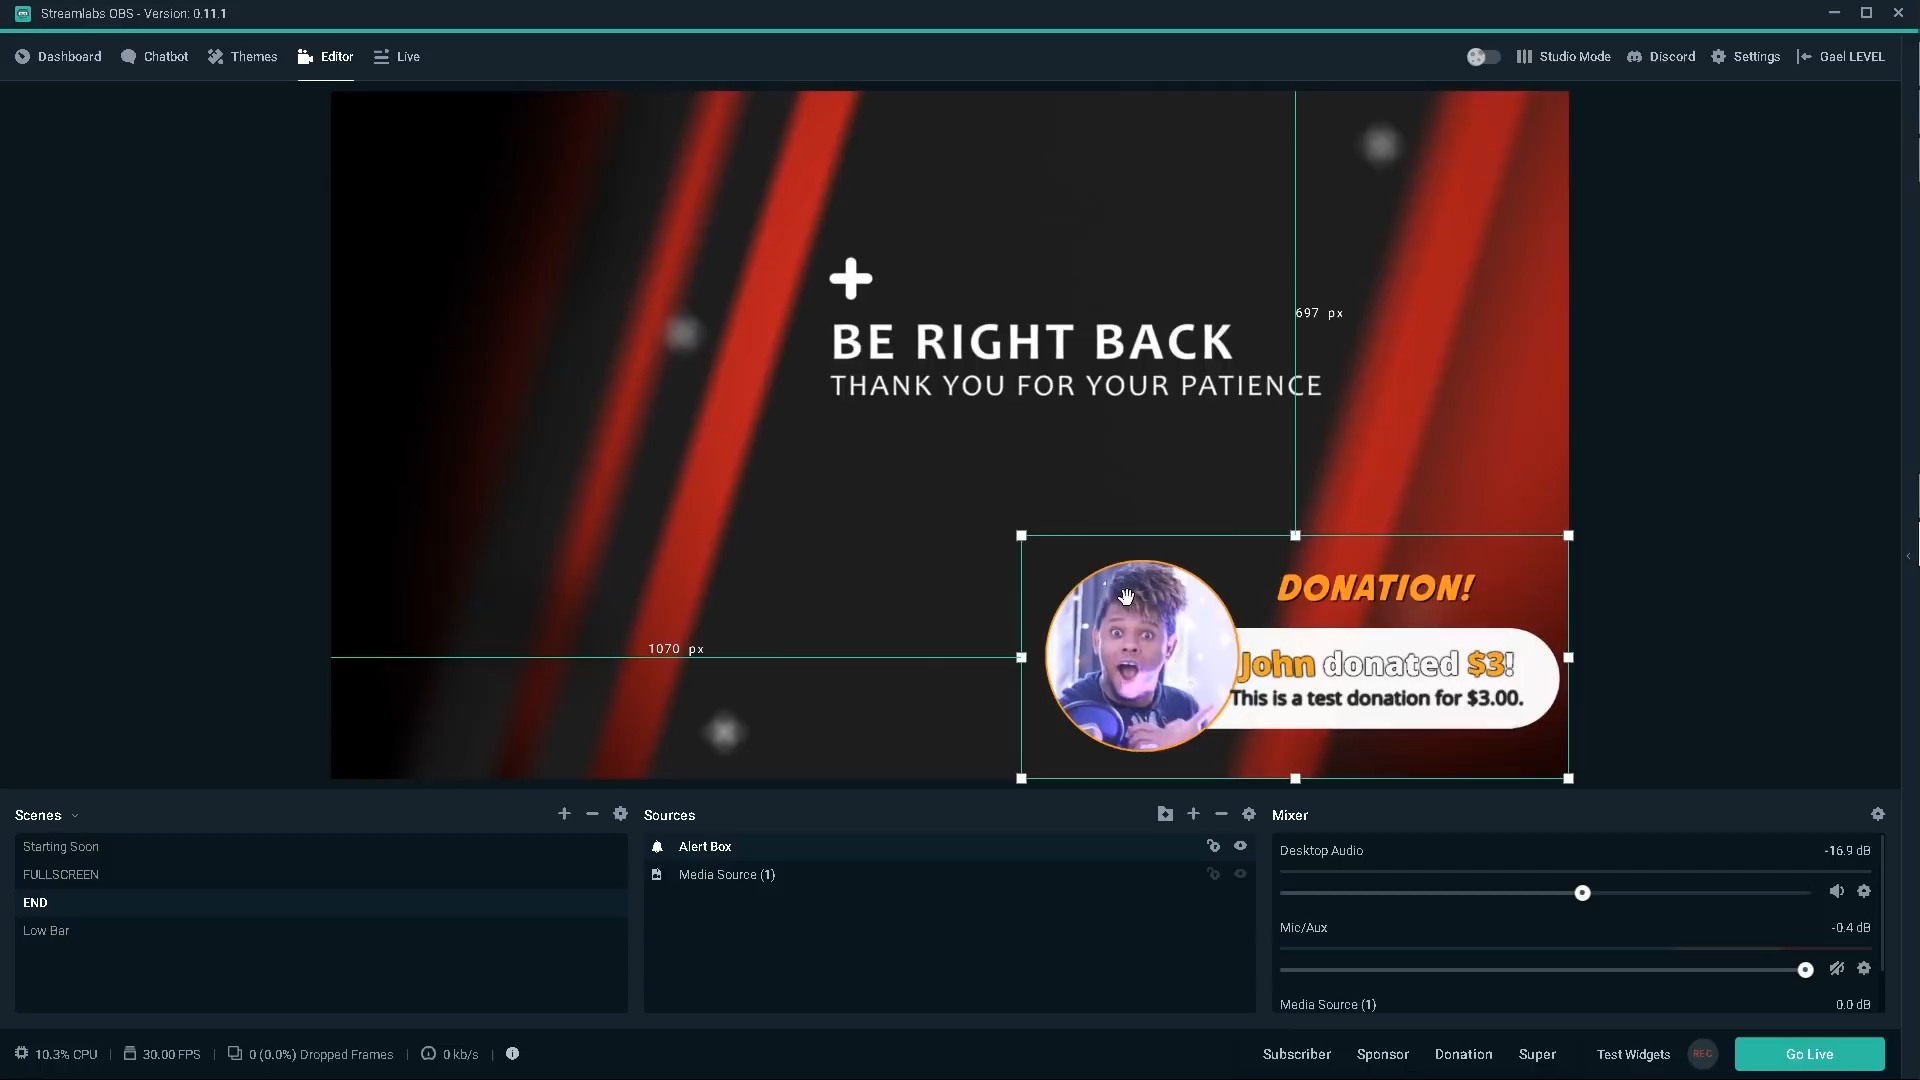 Streamlabs OBS - Version: 0.11.1
Dashboard Chatbot Themes Editor Live Studio Mode Discord Settings Gael LEVEL
697 px
BE RIGHT BACK
THANK YOU FOR YOUR PATIENCE
DONATION!
1070 px
John donated $3!
This is a test donation for $3.00.
Scenes
Starting Soon
FULLSCREEN
END
Low Bar
Sources
Alert Box
Media Source (1)
Mixer
Desktop Audio -16.9 dB
Mic/Aux -0.4 dB
Media Source (1) 0.0 dB
10.3% CPU 30.00 FPS 0 (0.0%) Dropped Frames 0 kb/s Subscriber Sponsor Donation Super Test Widgets REC Go Live